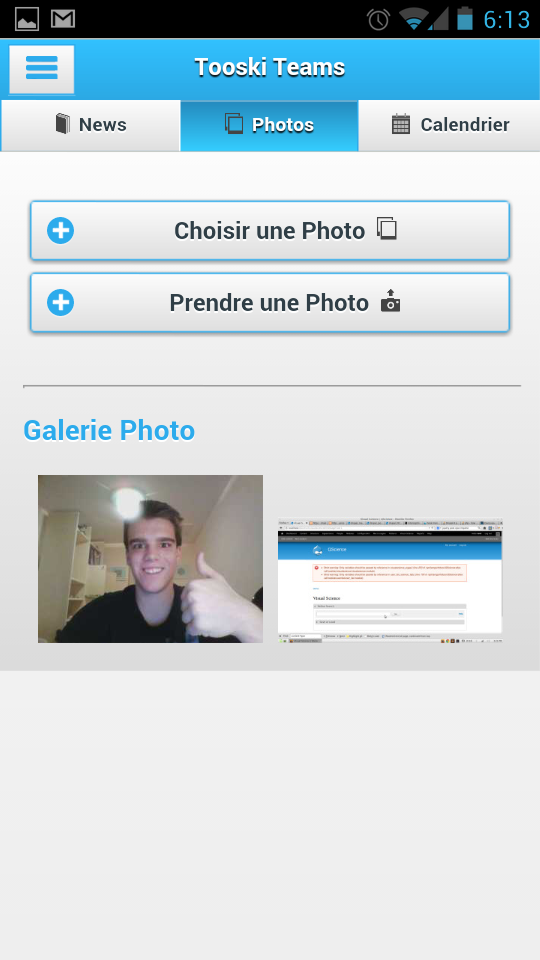 6:13
Tooski Teams
News
Photos
Calendrier
Choisir une Photo
Prendre une Photo
Galerie Photo
Visual Science